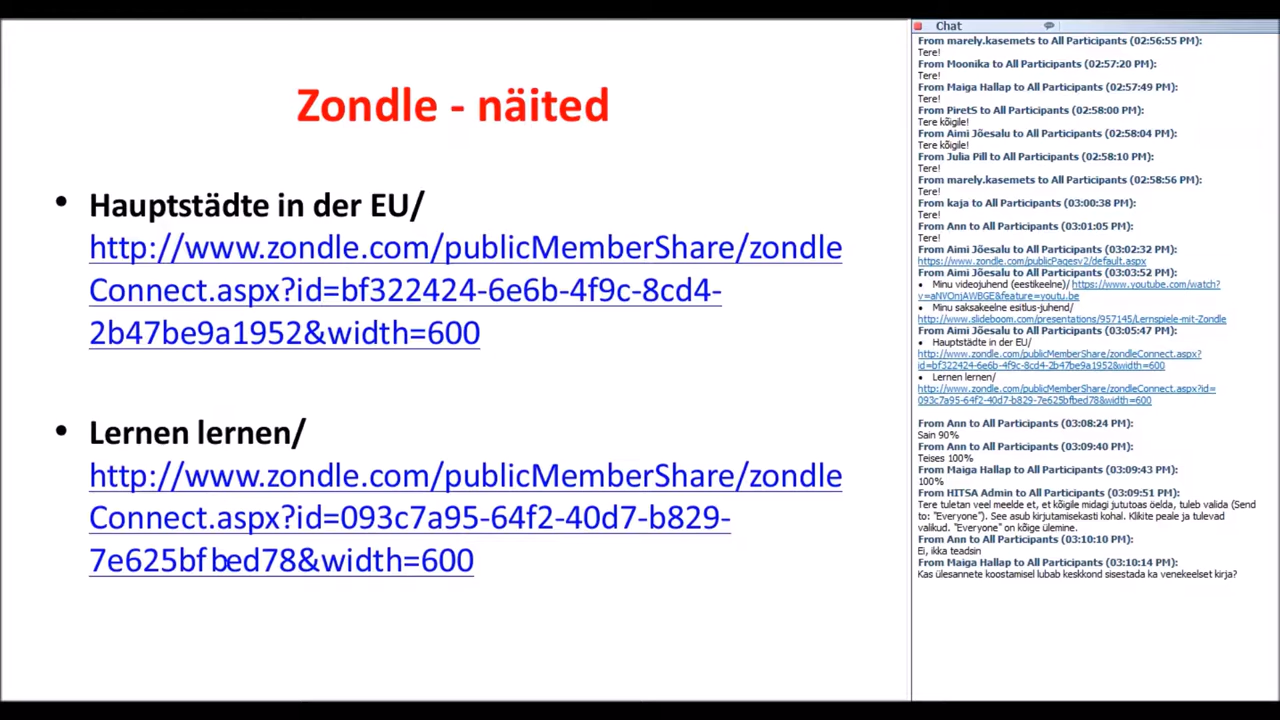 Zondle - näited
• Hauptstädte in der EU/
http://www.zondle.com/publicMemberShare/zondle
Connect.aspx?id=bf322424-6e6b-4f9c-8cd4-
2b47be9a1952&width=600
• Lernen lernen/
http://www.zondle.com/publicMemberShare/zondle
Connect.aspx?id=093c7a95-64f2-40d7-b829-
7e625bfbed78&width=600
Chat
From marely.kasemets to All Participants (02:56:55 PM):
Tere!
From Moonika to All Participants (02:57:20 PM):
Tere!
From Maiga Hallap to All Participants (02:57:49 PM):
Tere!
From PiretS to All Participants (02:58:00 PM):
Tere kõigile!
From Aimi Jõesalu to All Participants (02:58:04 PM):
Tere kõigile!
From Julia Pill to All Participants (02:58:10 PM):
Tere!
From marely.kasemets to All Participants (02:58:56 PM):
Tere!
From kaja to All Participants (03:00:38 PM):
Tere!
From Ann to All Participants (03:01:05 PM):
Tere!
From Aimi Jõesalu to All Participants (03:02:32 PM):
https://www.zondle.com/publicPagesv2/default.aspx
From Aimi Jõesalu to All Participants (03:03:52 PM):
• Minu videojuhend (eestikeelne)/ https://www.youtube.com/watch?
v=aNVOnjAWBGE&feature=youtu.be
• Minu saksakeelne esitlus-juhend/
http://www.slideboom.com/presentations/957145/Lernspiele-mit-Zondle
From Aimi Jõesalu to All Participants (03:05:47 PM):
• Hauptstädte in der EU/
http://www.zondle.com/publicMemberShare/zondleConnect.aspx?
id=bf322424-6e6b-4f9c-8cd4-2b47be9a1952&width=600
• Lernen lernen/
http://www.zondle.com/publicMemberShare/zondleConnect.aspx?id=
093c7a95-64f2-40d7-b829-7e625bfbed78&width=600
From Ann to All Participants (03:08:24 PM):
Sain 90%
From Ann to All Participants (03:09:40 PM):
Teises 100%
From Maiga Hallap to All Participants (03:09:43 PM):
100%
From HITSA Admin to All Participants (03:09:51 PM):
Tere tuletan veel meelde et, et kõigile midagi jututoas öelda, tuleb valida (Send
to: "Everyone"). See asub kirjutamisekasti kohal. Klikite peale ja tulevad
valikud. "Everyone" on kõige ülemine.
From Ann to All Participants (03:10:10 PM):
Ei, ikka teadsin
From Maiga Hallap to All Participants (03:10:14 PM):
Kas ülesannete koostamisel lubab keskkond sisestada ka venekeelset kirja?